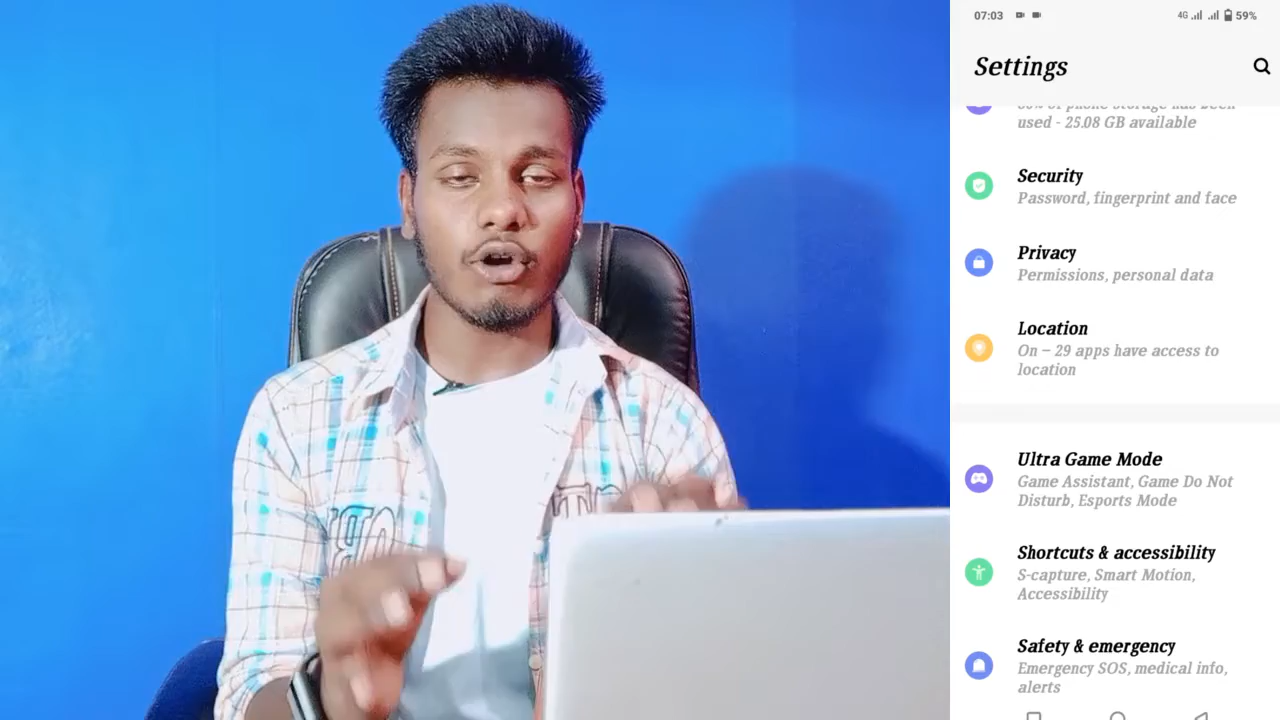 07:03
4G
59%
Settings
used - 25.08 GB available
Security
Password, fingerprint and face
Privacy
Permissions, personal data
Location
On – 29 apps have access to
location
Ultra Game Mode
Game Assistant, Game Do Not
Disturb, Esports Mode
Shortcuts & accessibility
S-capture, Smart Motion,
Accessibility
Safety & emergency
Emergency SOS, medical info,
alerts